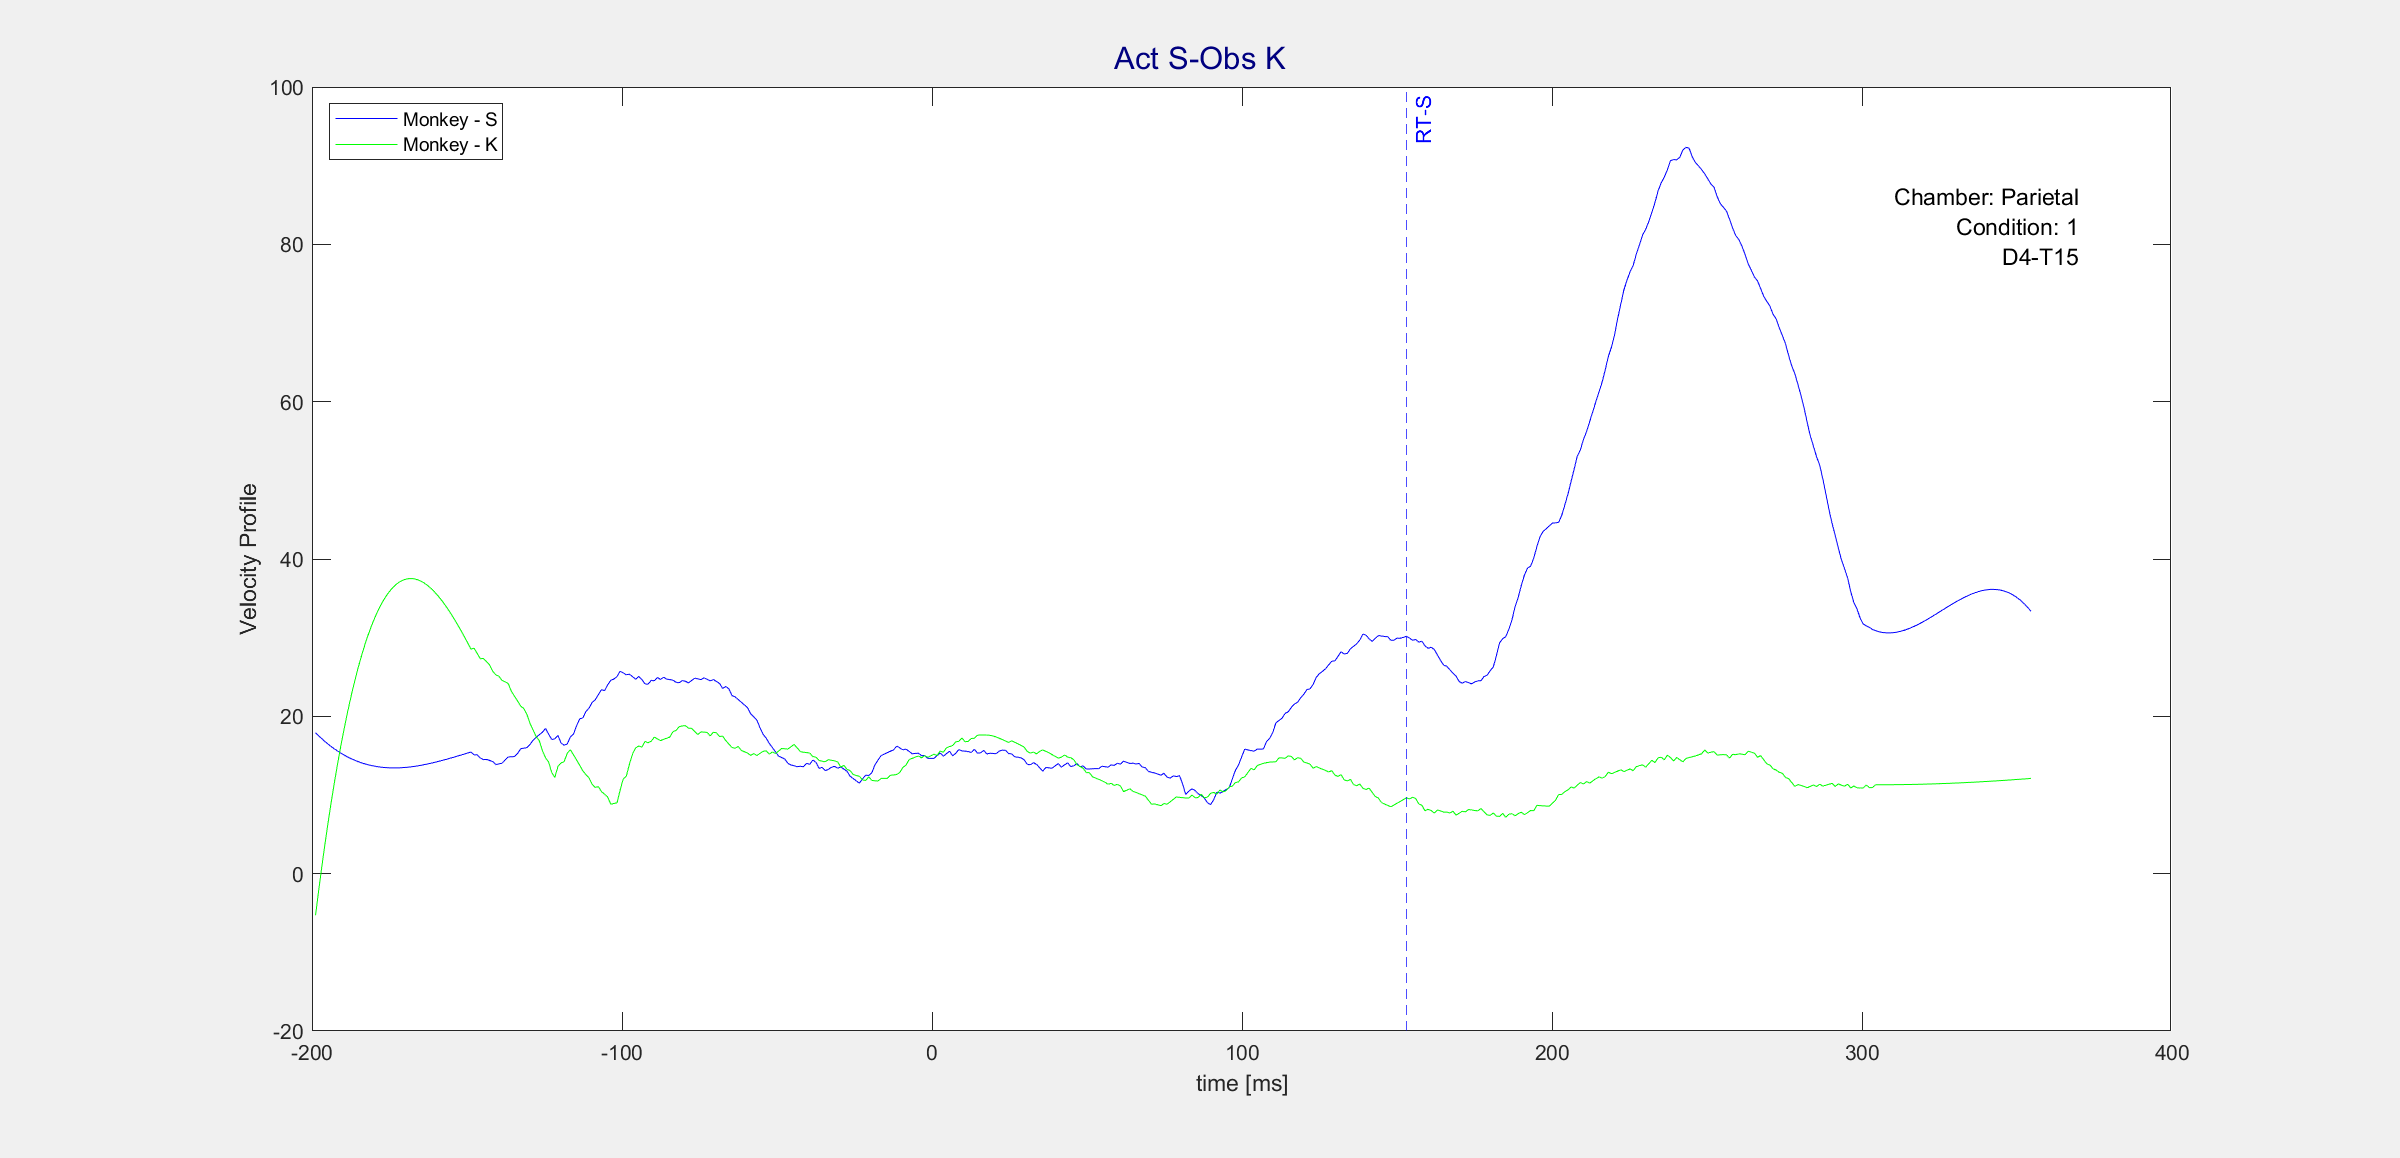 Act S-Obs K
100
80
60
40
20
0
-20
Velocity Profile
Monkey - S
Monkey - K
RT-S
Chamber: Parietal
Condition: 1
D4-T15
-200
-100
0
100
200
300
400
time [ms]